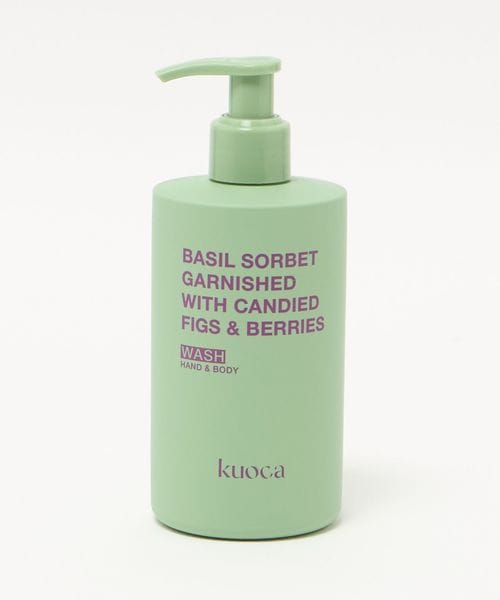 BASIL SORBET
GARNISHED
WITH CANDIED
FIGS & BERRIES
WASH
HAND & BODY
kuoca